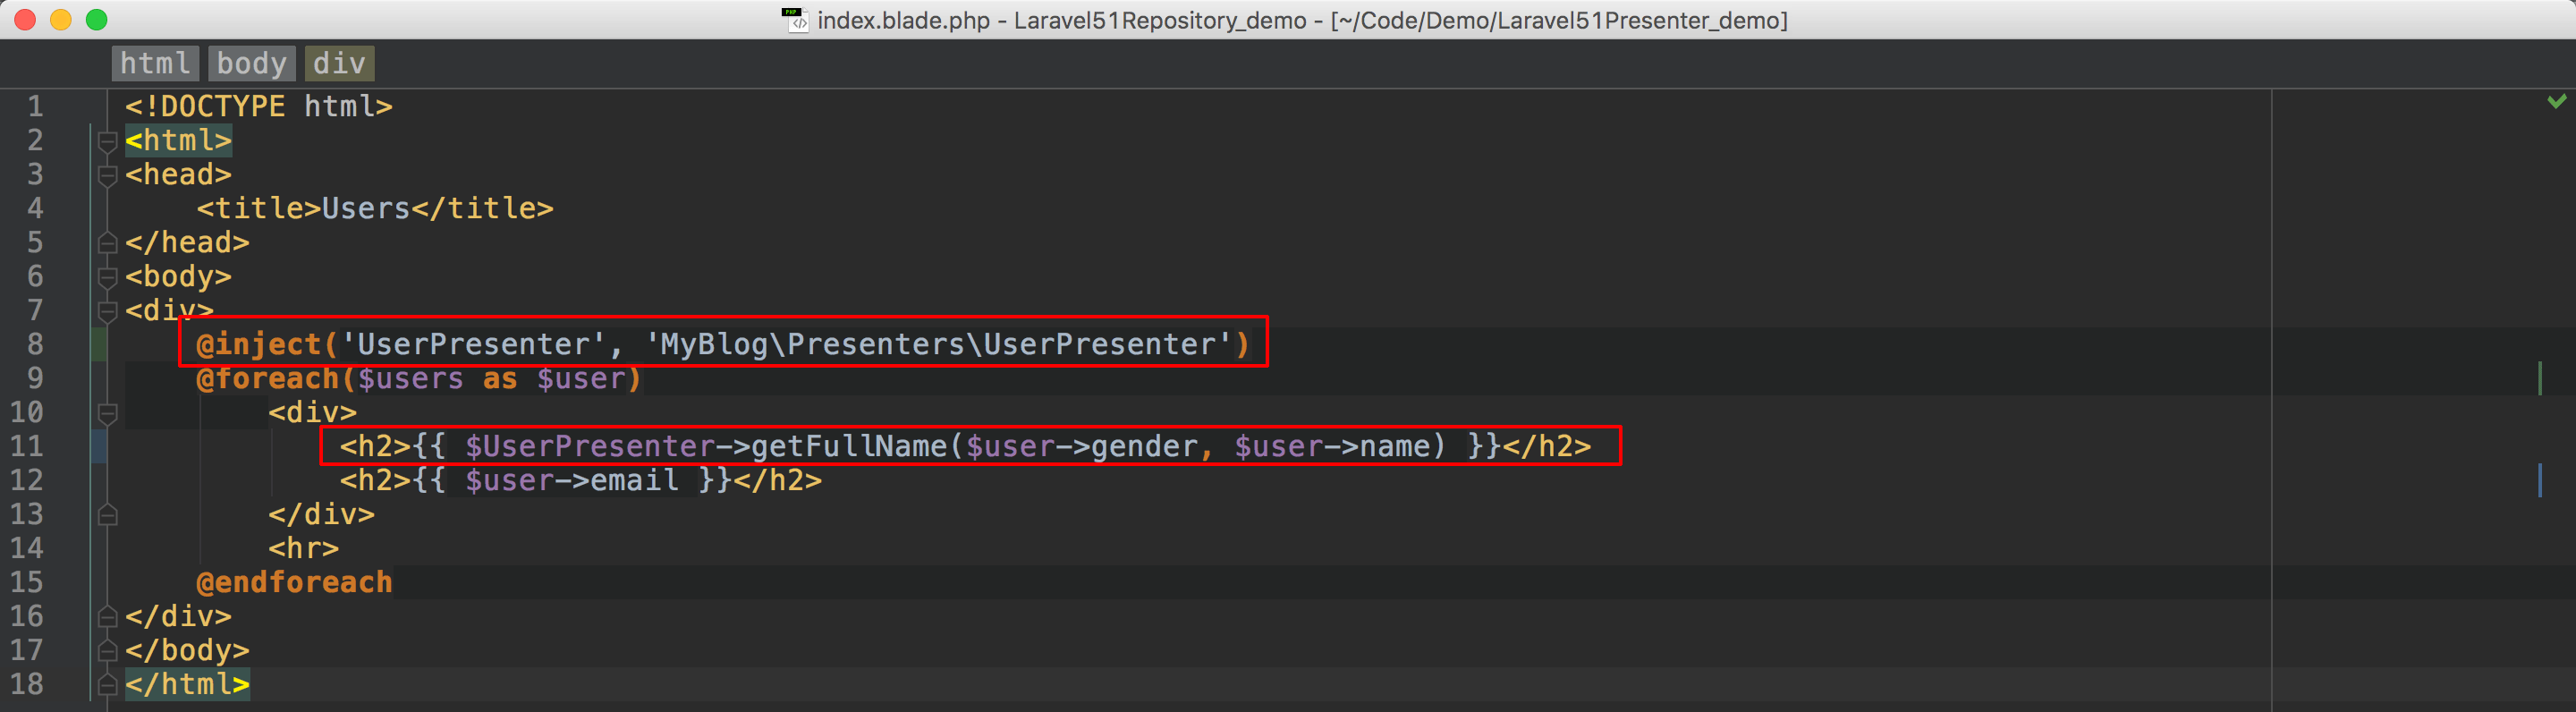 index.blade.php - Laravel51Repository_demo - [~/Code/Demo/Laravel51Presenter_demo]
html body div
1 <!DOCTYPE html>
2 <html>
3 <head>
4 <title>Users</title>
5 </head>
6 <body>
7 <div>
8 @inject('UserPresenter', 'MyBlog\Presenters\UserPresenter')
9 @foreach($users as $user)
10 <div>
11 <h2>{{ $UserPresenter->getFullName($user->gender, $user->name) }}</h2>
12 <h2>{{ $user->email }}</h2>
13 </div>
14 <hr>
15 @endforeach
16 </div>
17 </body>
18 </html>